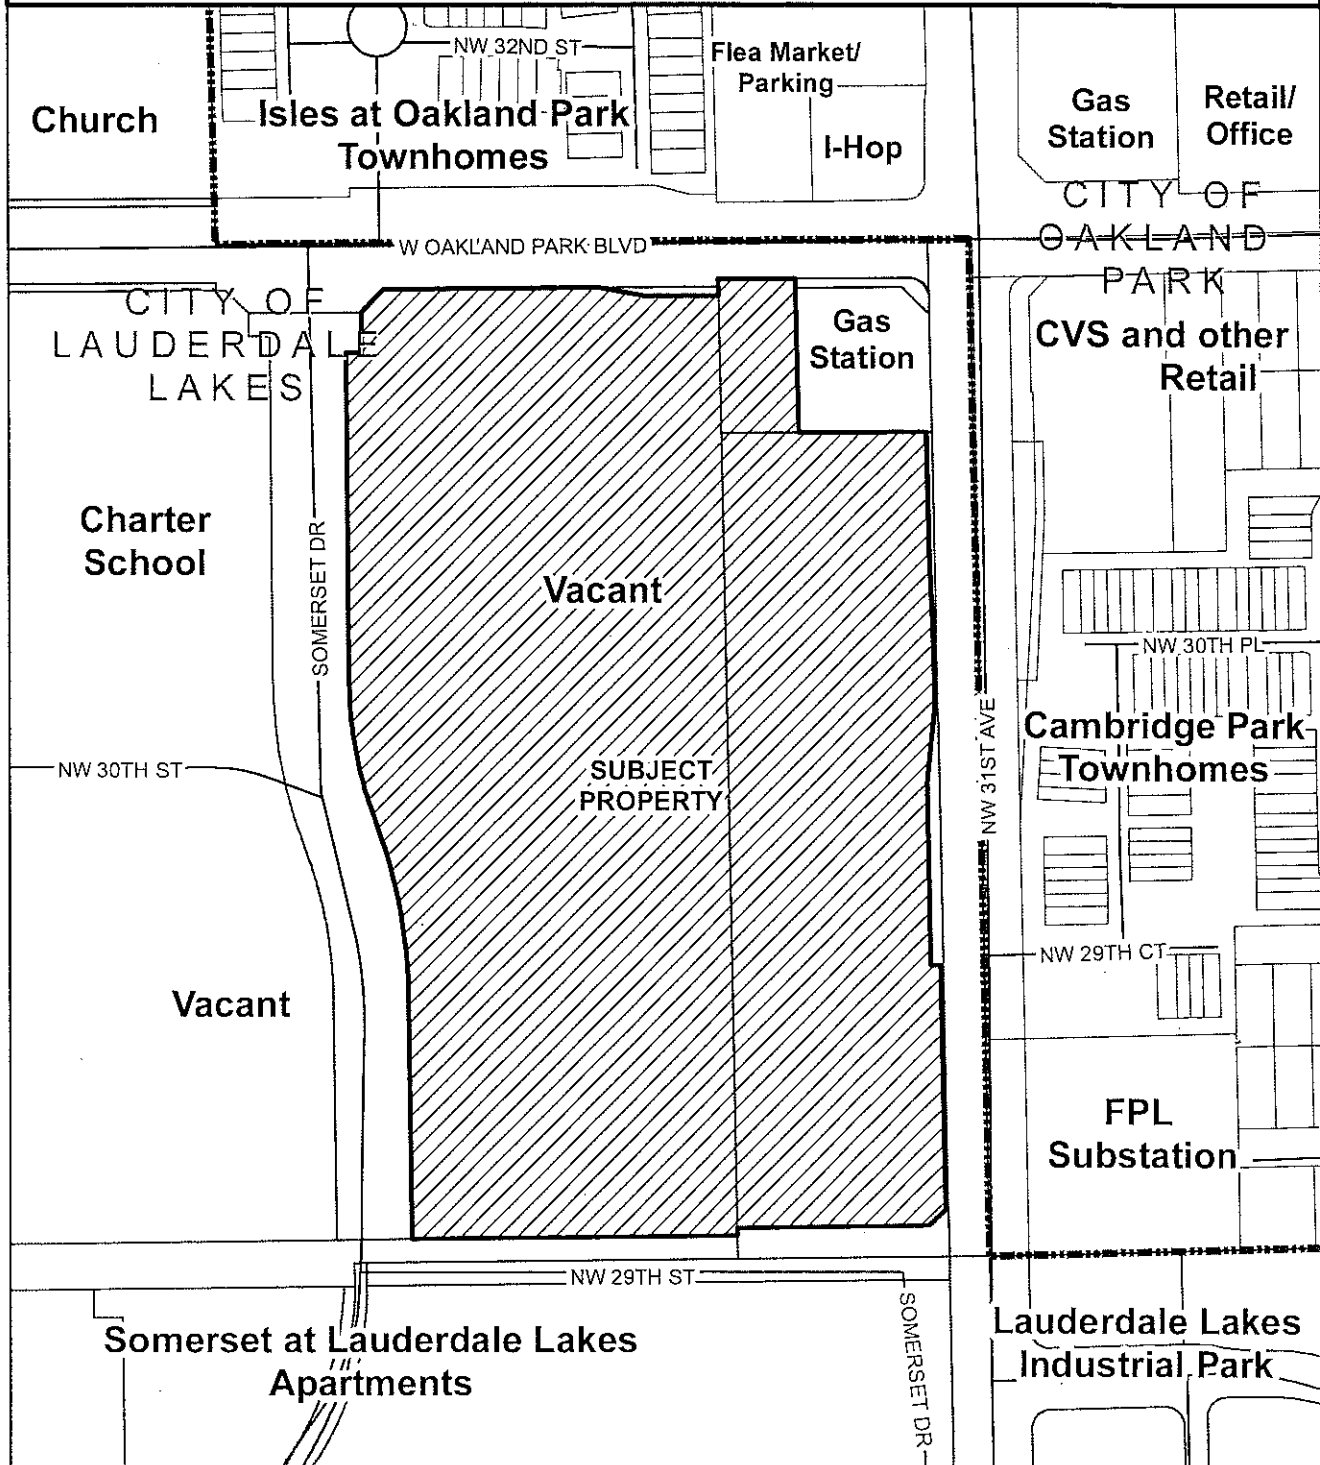 NW 32ND ST
Flea Market/
Parking
Church
Isles at Oakland Park
Townhomes
I-Hop
Gas
Station
Retail/
Office
CITY OF
OAKLAND
PARK
W OAKLAND PARK BLVD
CITY OF
LAUDERDALE
LAKES
Gas
Station
CVS and other
Retail
Charter
School
SOMERSET DR
Vacant
NW 30TH PL
NW 30TH ST
SUBJECT
PROPERTY
NW 31ST AVE
Cambridge Park
Townhomes
NW 29TH CT
Vacant
FPL
Substation
NW 29TH ST
Somerset at Lauderdale Lakes
Apartments
SOMERSET DR
Lauderdale Lakes
Industrial Park